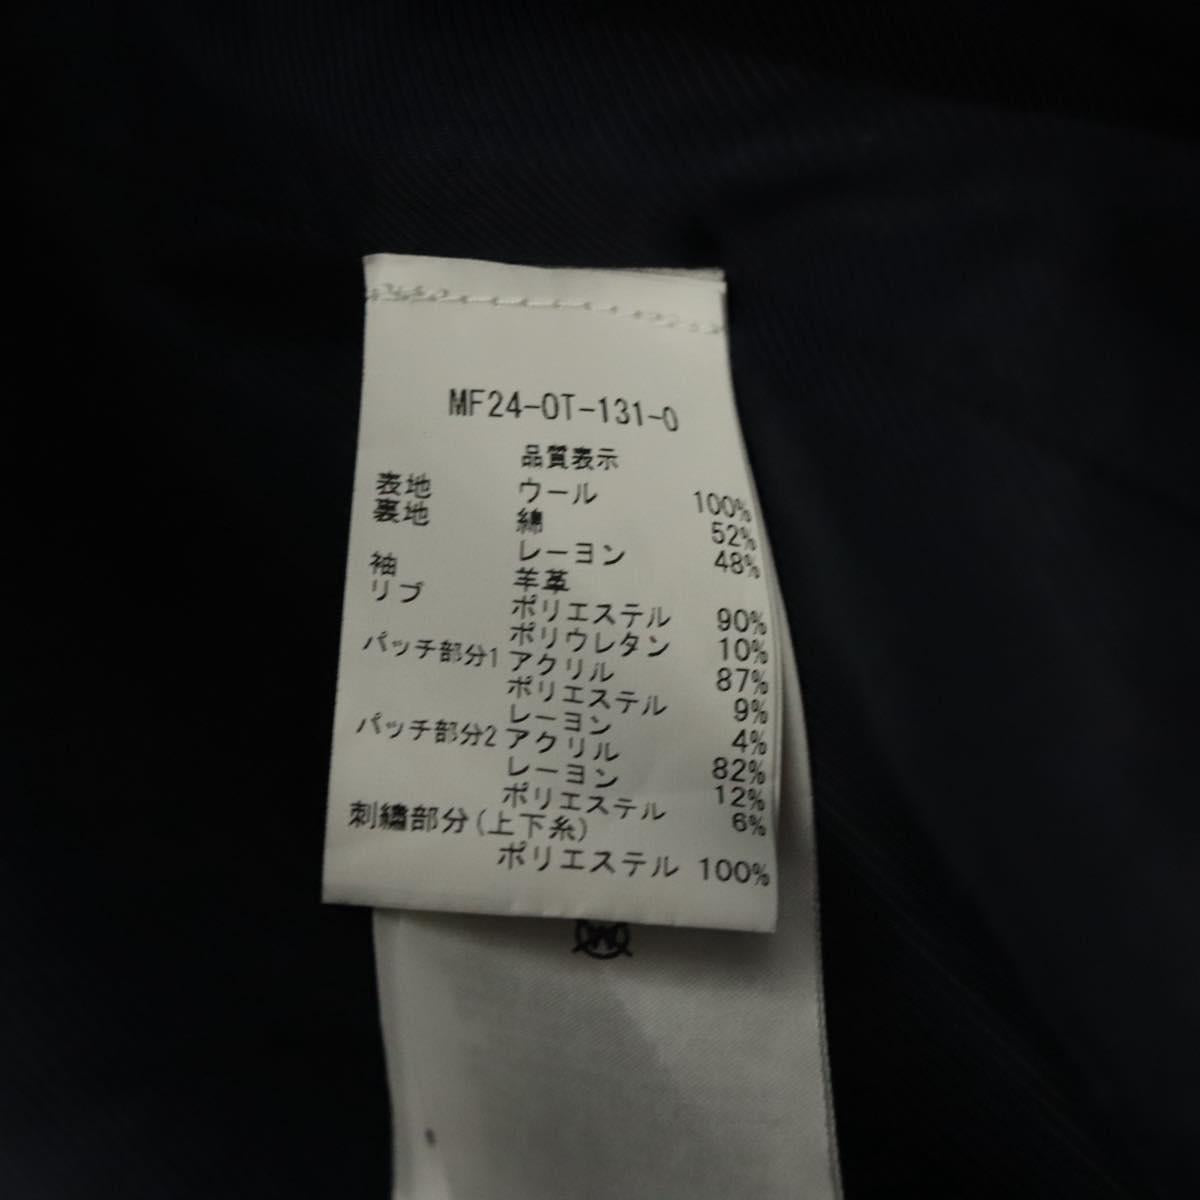 MF24-OT-131-0
品質表示
表地 ウール 100%
裏地 綿 52%
レーヨン 48%
袖 羊革
リブ ポリエステル 90%
ポリウレタン 10%
パッチ部分1 アクリル 87%
ポリエステル 9%
レーヨン 4%
パッチ部分2 アクリル 82%
レーヨン 12%
ポリエステル 6%
刺繡部分(上下糸)
ポリエステル 100%